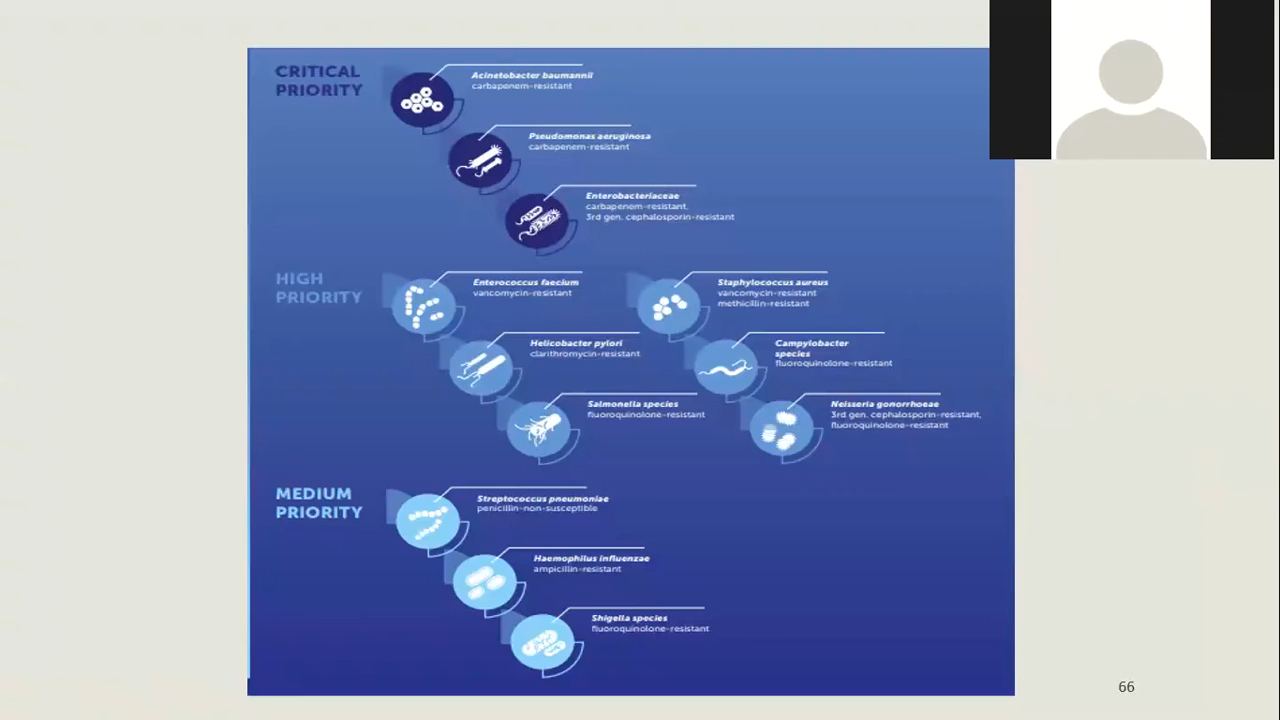 CRITICAL
PRIORITY
Acinetobacter baumannii
carbapenem-resistant
Pseudomonas aeruginosa
carbapenem-resistant
Enterobacteriaceae
carbapenem-resistant,
3rd gen. cephalosporin-resistant
HIGH
PRIORITY
Enterococcus faecium
vancomycin-resistant
Helicobacter pylori
clarithromycin-resistant
Salmonella species
fluoroquinolone-resistant
Staphylococcus aureus
vancomycin-resistant
methicillin-resistant
Campylobacter
species
fluoroquinolone-resistant
Neisseria gonorrhoeae
3rd gen. cephalosporin-resistant,
fluoroquinolone-resistant
MEDIUM
PRIORITY
Streptococcus pneumoniae
penicillin-non-susceptible
Haemophilus influenzae
ampicillin-resistant
Shigella species
fluoroquinolone-resistant
66